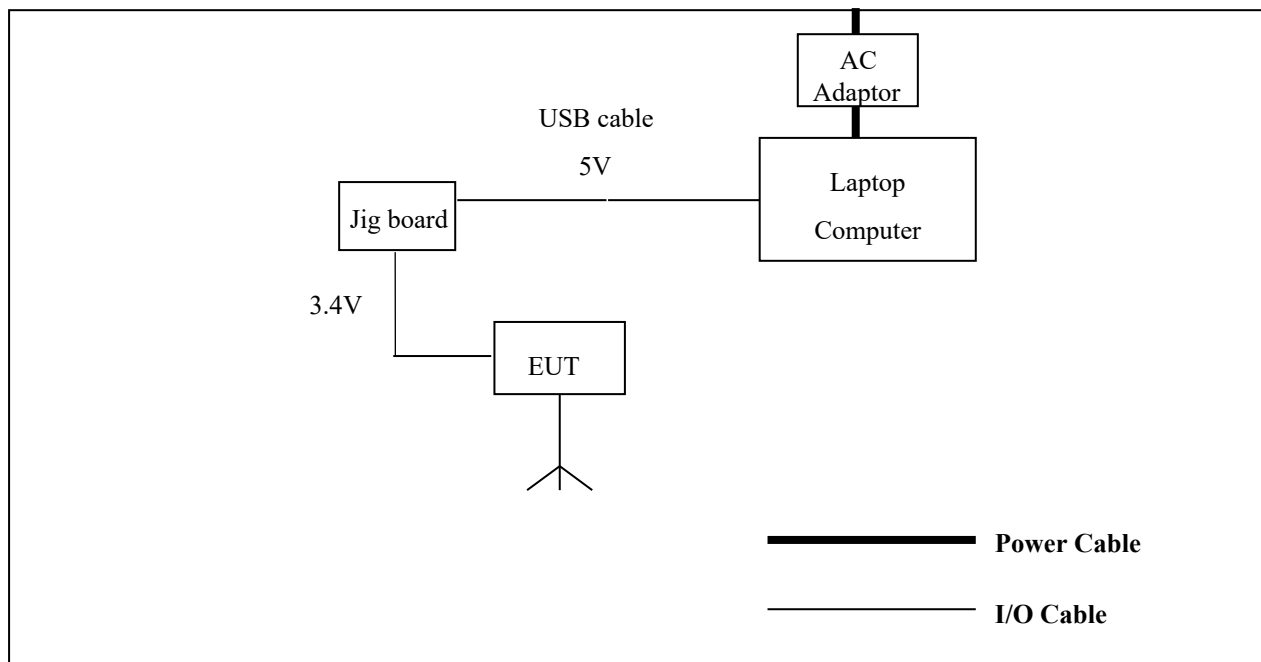 AC
Adaptor
USB cable
5V
Laptop
Computer
Jig board
3.4V
EUT
Power Cable
I/O Cable